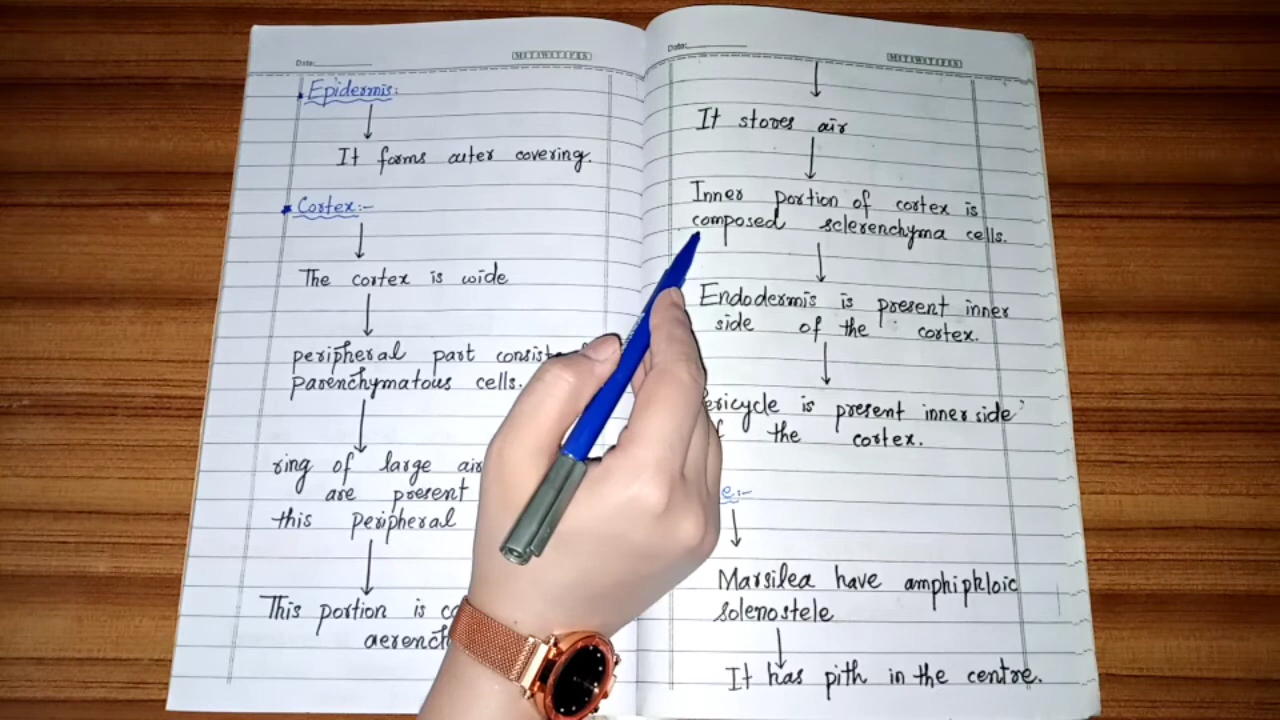 Date:
Epidermis:
It forms outer covering.
Cortex:-
The cortex is wide
peripheral part consist
parenchymatous cells.
ring of large air
are present
this peripheral
This portion is
Date:
It stores air
Inner portion of cortex is
composed sclerenchyma cells.
Endodermis is present inner
side of the cortex.
ericycle is present inner side
the cortex.
e:-
Marsilea have amphiphloic
solenostele
It has pith in the centre.